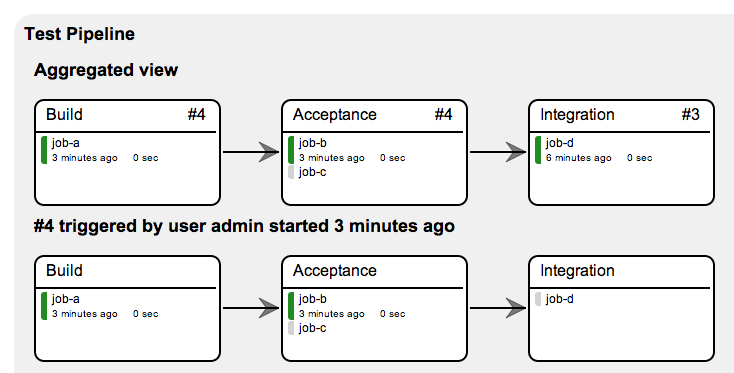 Test Pipeline
Aggregated view
Build #4
job-a
3 minutes ago 0 sec
Acceptance #4
job-b
3 minutes ago 0 sec
job-c
Integration #3
job-d
6 minutes ago 0 sec
#4 triggered by user admin started 3 minutes ago
Build
job-a
3 minutes ago 0 sec
Acceptance
job-b
3 minutes ago 0 sec
job-c
Integration
job-d